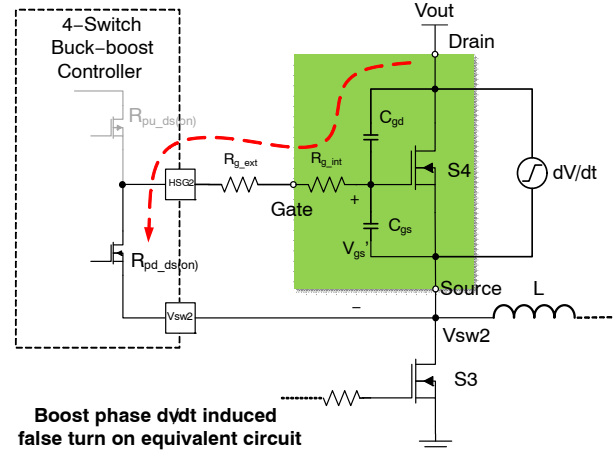 4−Switch
Buck−boost
Controller
Vout
Drain
Rpu_ds(on)
Cgd
HSG2
Rg_ext
Rg_int
S4
dV/dt
Gate
+
Cgs
Vgs'
Rpd_ds(on)
Source
Vsw2
−
L
Vsw2
S3
Boost phase dv/dt induced
false turn on equivalent circuit